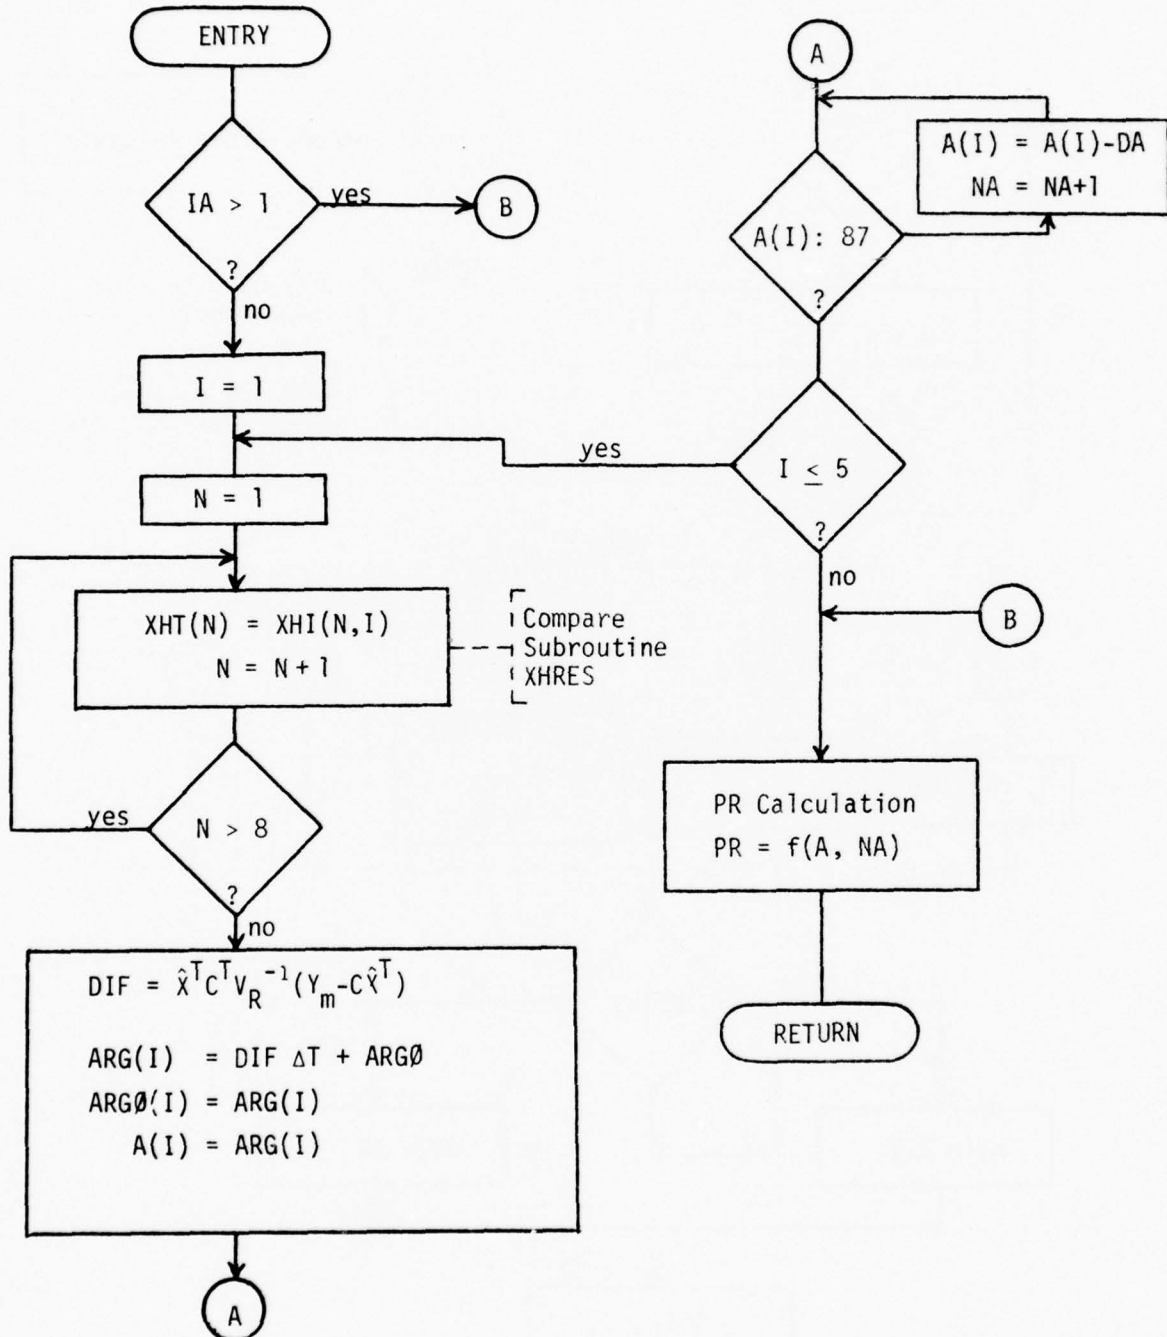 ENTRY
IA > 1
?
yes
B
no
I = 1
N = 1
XHT(N) = XHI(N,I)
N = N + 1
Compare
Subroutine
XHRES
N > 8
?
yes
no
DIF = X̂ᵀCᵀV_R⁻¹(Y_m-CX̂ᵀ)
ARG(I) = DIF ΔT + ARGØ
ARGØ(I) = ARG(I)
A(I) = ARG(I)
A
A
A(I) = A(I)-DA
NA = NA+1
A(I): 87
?
I ≤ 5
?
yes
no
B
PR Calculation
PR = f(A, NA)
RETURN